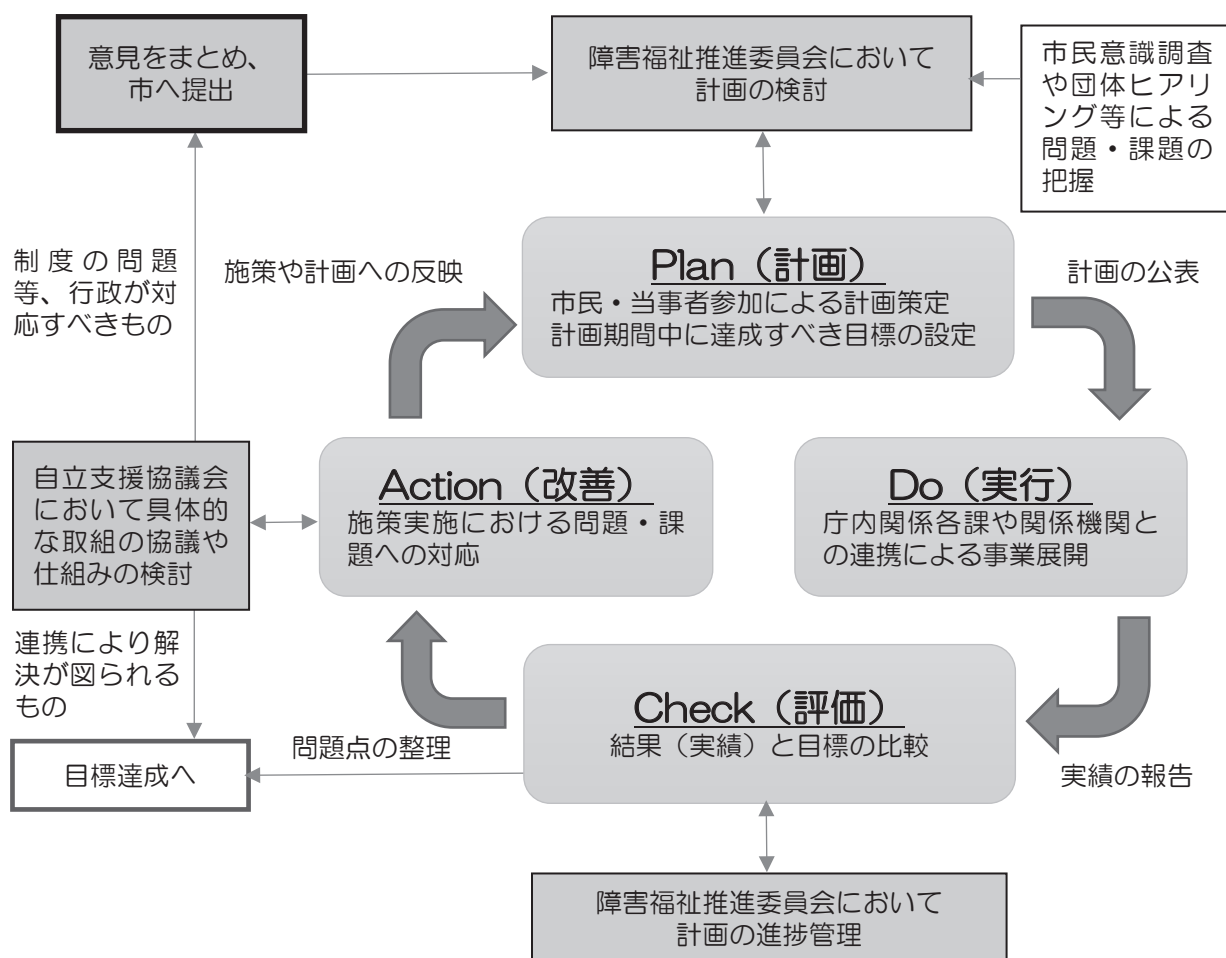 意見をまとめ、
市へ提出
障害福祉推進委員会において
計画の検討
市民意識調査
や団体ヒアリ
ング等による
問題・課題の
把握
制度の問題
等、行政が対
応すべきもの
施策や計画への反映
Plan（計画）
市民・当事者参加による計画策定
計画期間中に達成すべき目標の設定
計画の公表
自立支援協議会
において具体的
な取組の協議や
仕組みの検討
Action（改善）
施策実施における問題・課
題への対応
Do（実行）
庁内関係各課や関係機関と
の連携による事業展開
連携により解
決が図られる
もの
Check（評価）
結果（実績）と目標の比較
問題点の整理
目標達成へ
実績の報告
障害福祉推進委員会において
計画の進捗管理